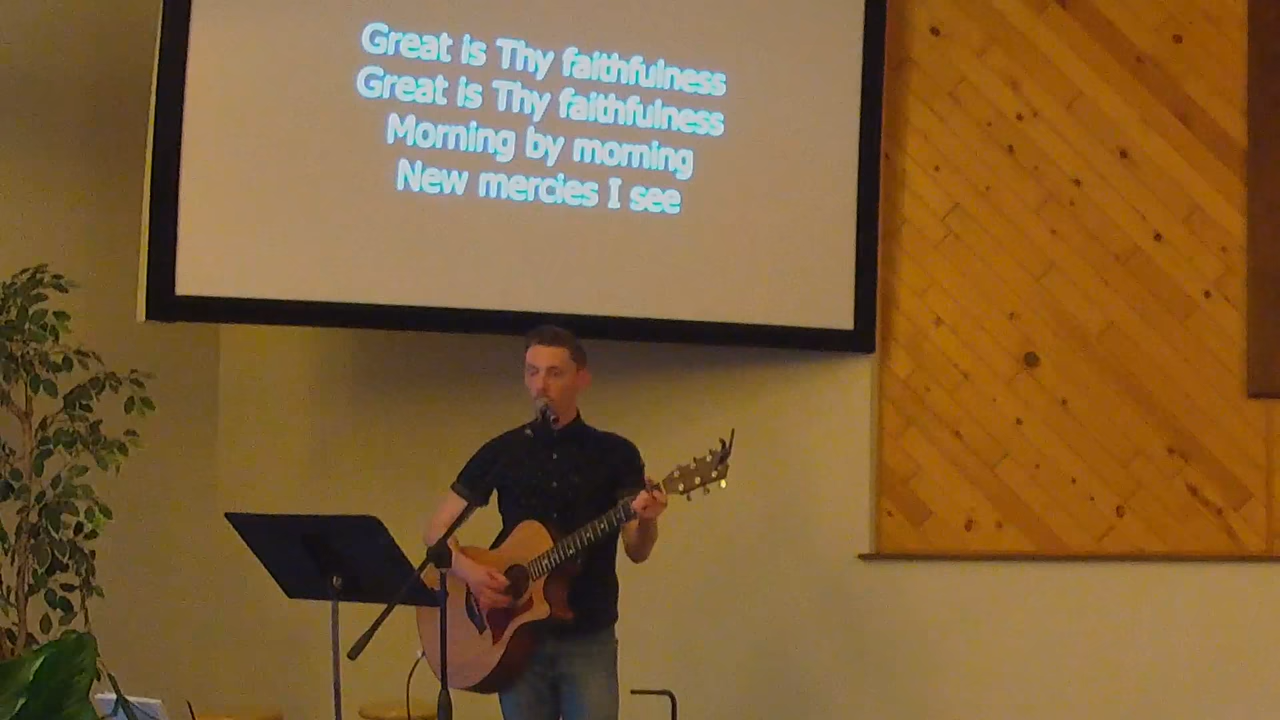 Great is Thy faithfulness
Great is Thy faithfulness
Morning by morning
New mercies I see